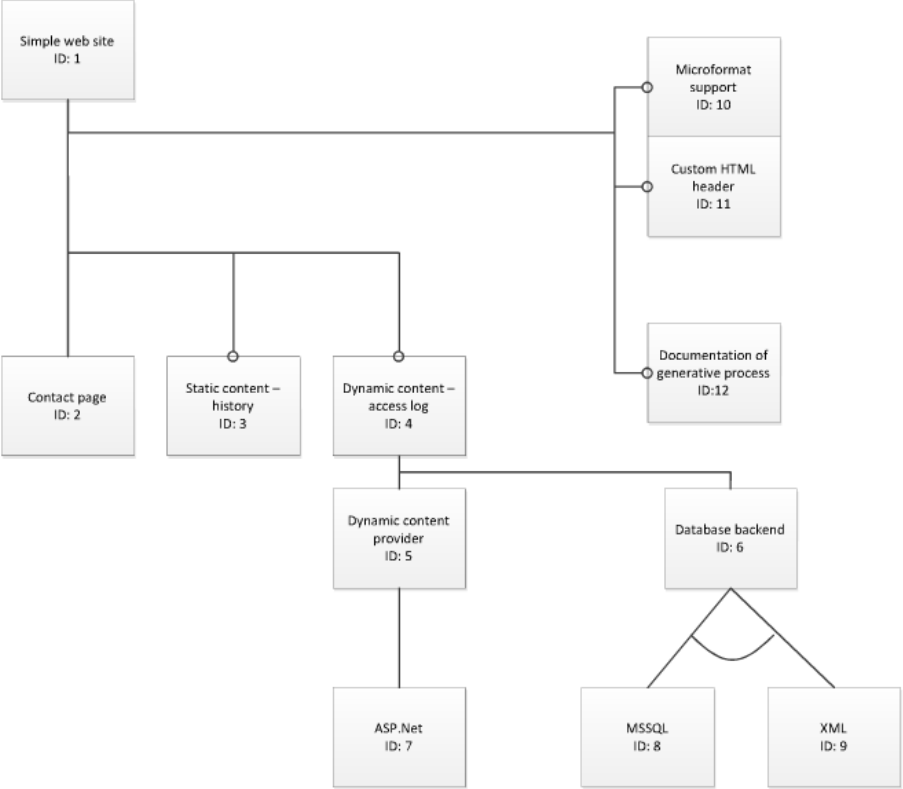 Simple web site
ID: 1
Microformat
support
ID: 10
Custom HTML
header
ID: 11
Documentation of
generative process
ID:12
Contact page
ID: 2
Static content –
history
ID: 3
Dynamic content –
access log
ID: 4
Dynamic content
provider
ID: 5
Database backend
ID: 6
ASP.Net
ID: 7
MSSQL
ID: 8
XML
ID: 9